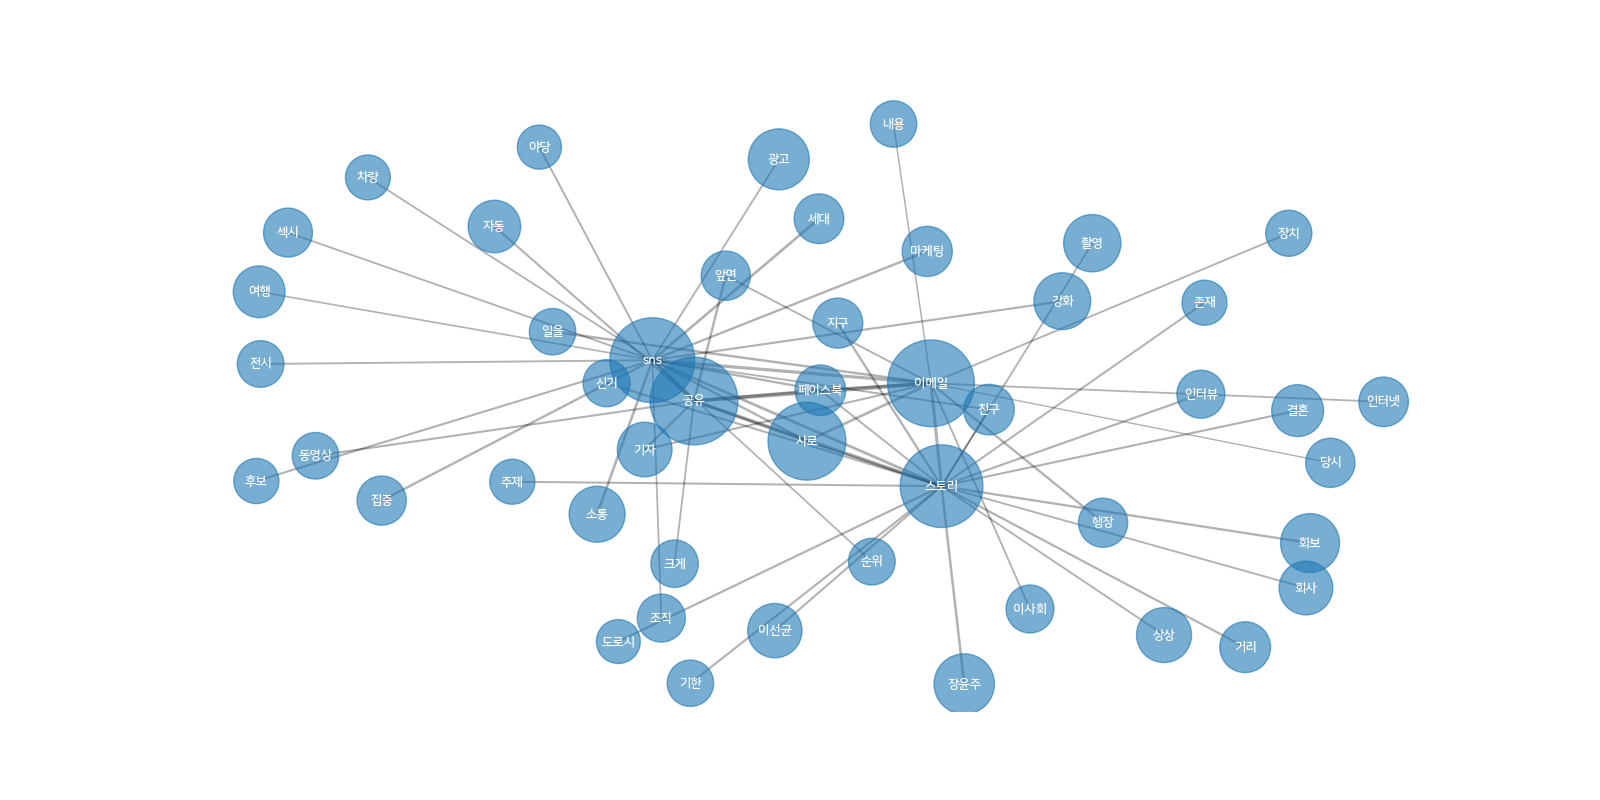 내용
야당
광고
차량
세대
자동
섹시
장치
촬영
마케팅
앞면
여행
강화
존재
지구
일을
sns
전시
신기
이메일
페이스북
인터뷰
공유
인터넷
친구
결혼
사로
기자
동영상
당시
후보
주제
스토리
집중
소통
행장
화보
순위
크게
회사
이사회
조직
이선균
상상
도로시
거리
기한
장윤주